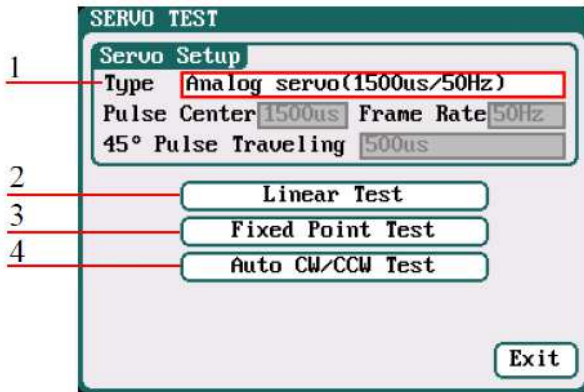 SERVO TEST
Servo Setup
1
Type Analog servo(1500us/50Hz)
Pulse Center 1500us Frame Rate 50Hz
45° Pulse Traveling 500us
2
Linear Test
3
Fixed Point Test
4
Auto CW/CCW Test
Exit